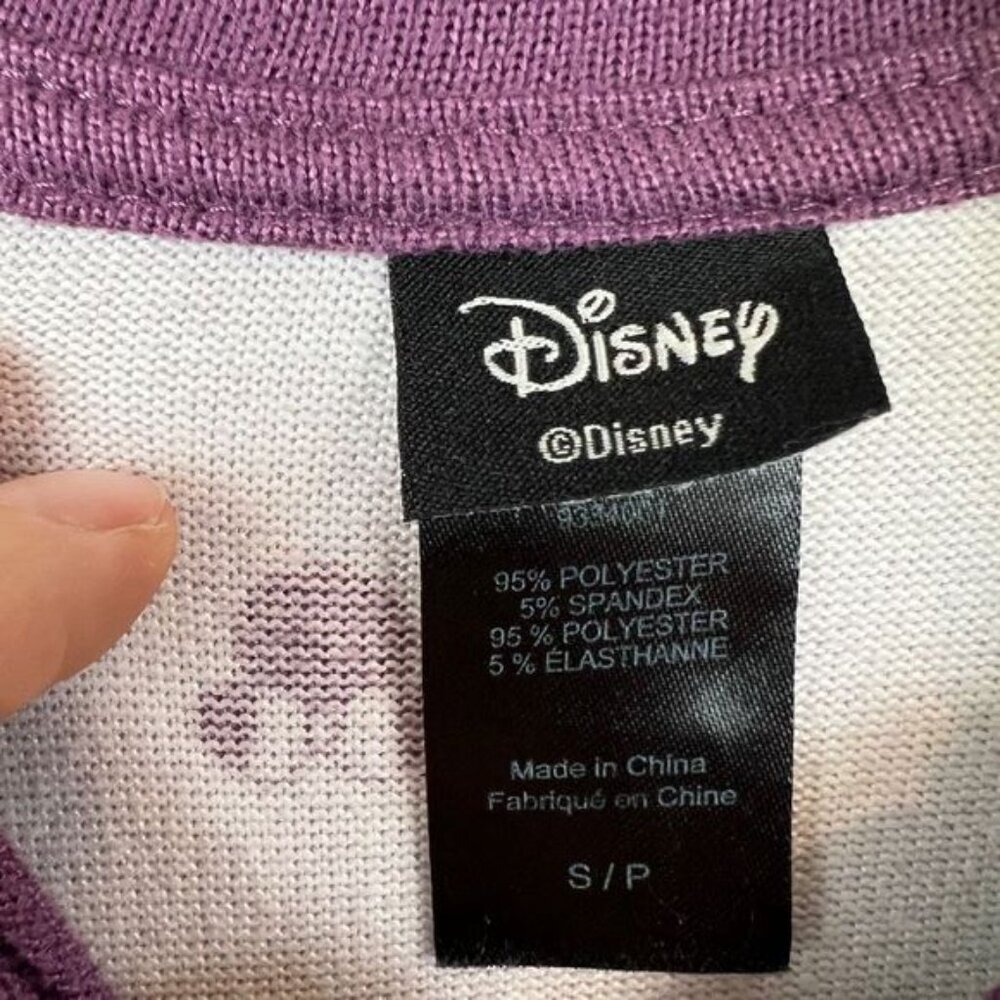 Disney
©Disney
95% POLYESTER
5% SPANDEX
95 % POLYESTER
5 % ÉLASTHANNE
Made in China
Fabriqué en Chine
S / P